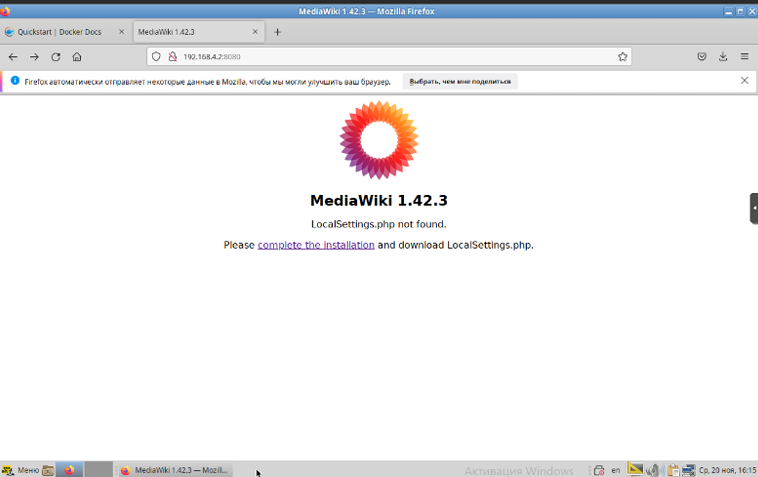 MediaWiki 1.42.3 — Mozilla Firefox
Quickstart | Docker Docs
MediaWiki 1.42.3
192.168.4.2:8080
Firefox автоматически отправляет некоторые данные в Mozilla, чтобы мы могли улучшить ваш браузер.
Выбрать, чем мне поделиться
MediaWiki 1.42.3
LocalSettings.php not found.
Please complete the installation and download LocalSettings.php.
Меню
MediaWiki 1.42.3 — Mozill...
Активация Windows
en
Ср, 20 ноя, 16:15